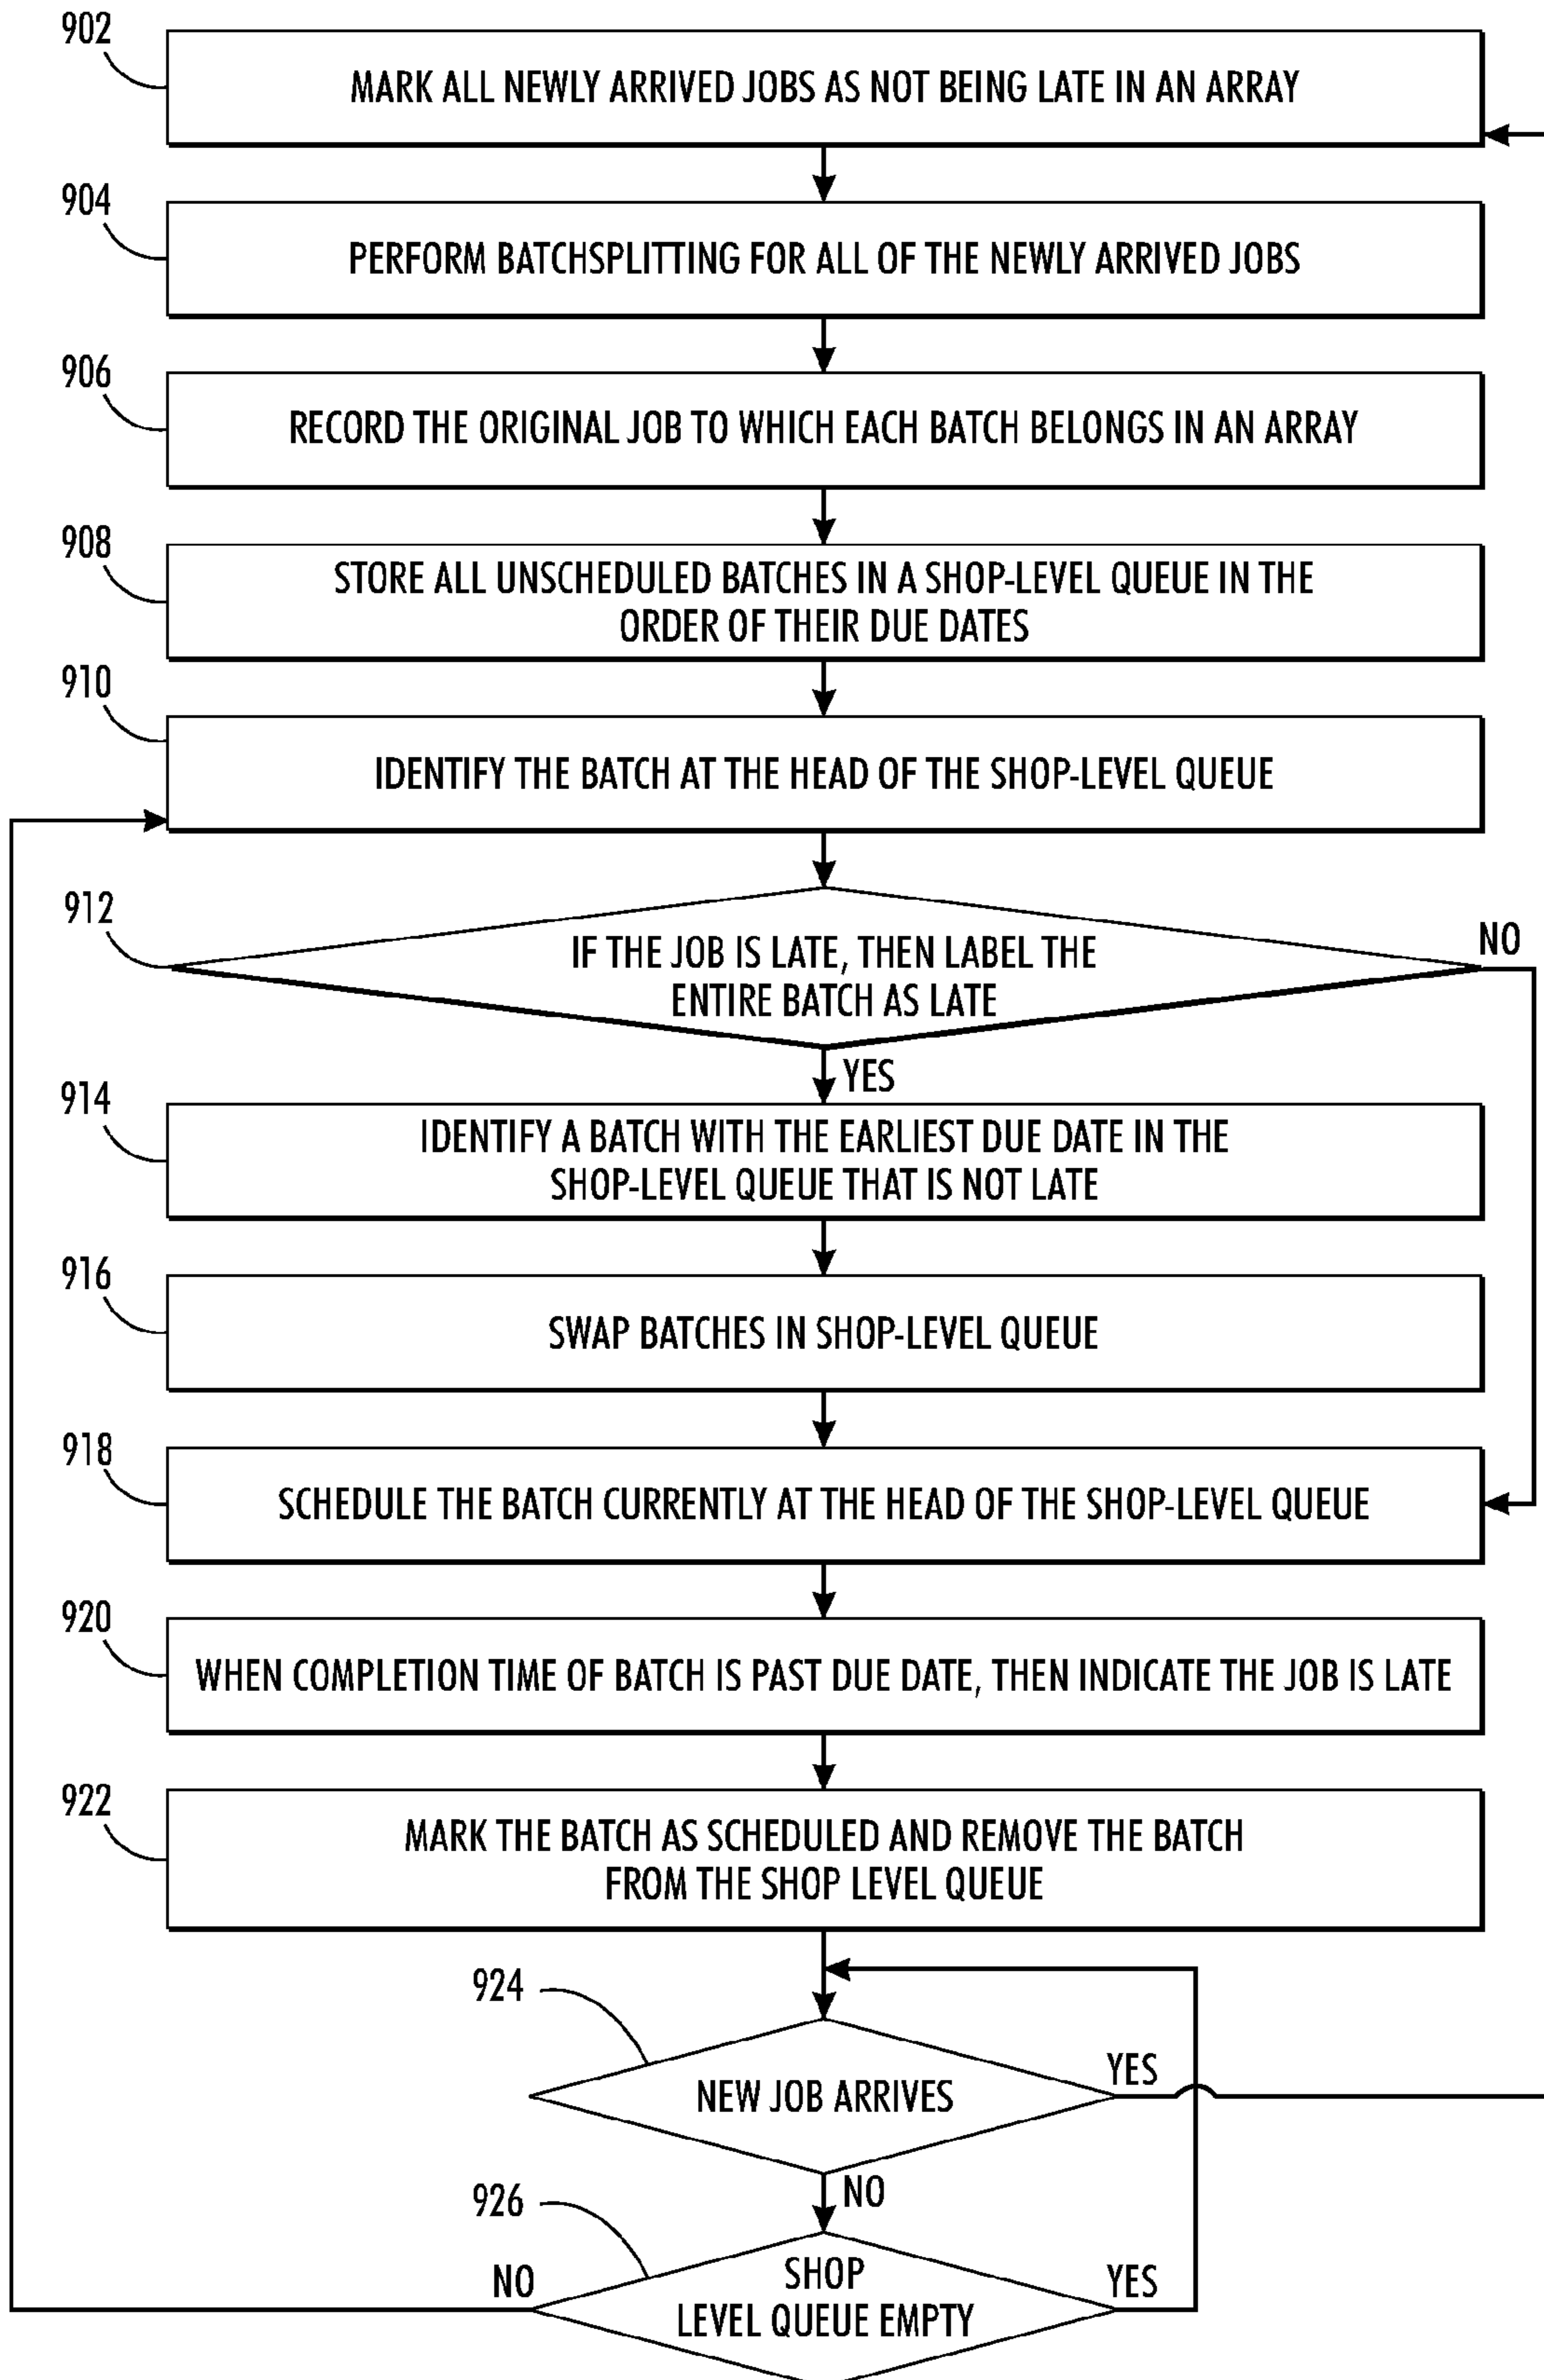 902
MARK ALL NEWLY ARRIVED JOBS AS NOT BEING LATE IN AN ARRAY
904
PERFORM BATCHSPLITTING FOR ALL OF THE NEWLY ARRIVED JOBS
906
RECORD THE ORIGINAL JOB TO WHICH EACH BATCH BELONGS IN AN ARRAY
908
STORE ALL UNSCHEDULED BATCHES IN A SHOP-LEVEL QUEUE IN THE
ORDER OF THEIR DUE DATES
910
IDENTIFY THE BATCH AT THE HEAD OF THE SHOP-LEVEL QUEUE
912
IF THE JOB IS LATE, THEN LABEL THE
ENTIRE BATCH AS LATE
NO
YES
914
IDENTIFY A BATCH WITH THE EARLIEST DUE DATE IN THE
SHOP-LEVEL QUEUE THAT IS NOT LATE
916
SWAP BATCHES IN SHOP-LEVEL QUEUE
918
SCHEDULE THE BATCH CURRENTLY AT THE HEAD OF THE SHOP-LEVEL QUEUE
920
WHEN COMPLETION TIME OF BATCH IS PAST DUE DATE, THEN INDICATE THE JOB IS LATE
922
MARK THE BATCH AS SCHEDULED AND REMOVE THE BATCH
FROM THE SHOP LEVEL QUEUE
924
NEW JOB ARRIVES
YES
NO
926
SHOP
LEVEL QUEUE EMPTY
NO
YES